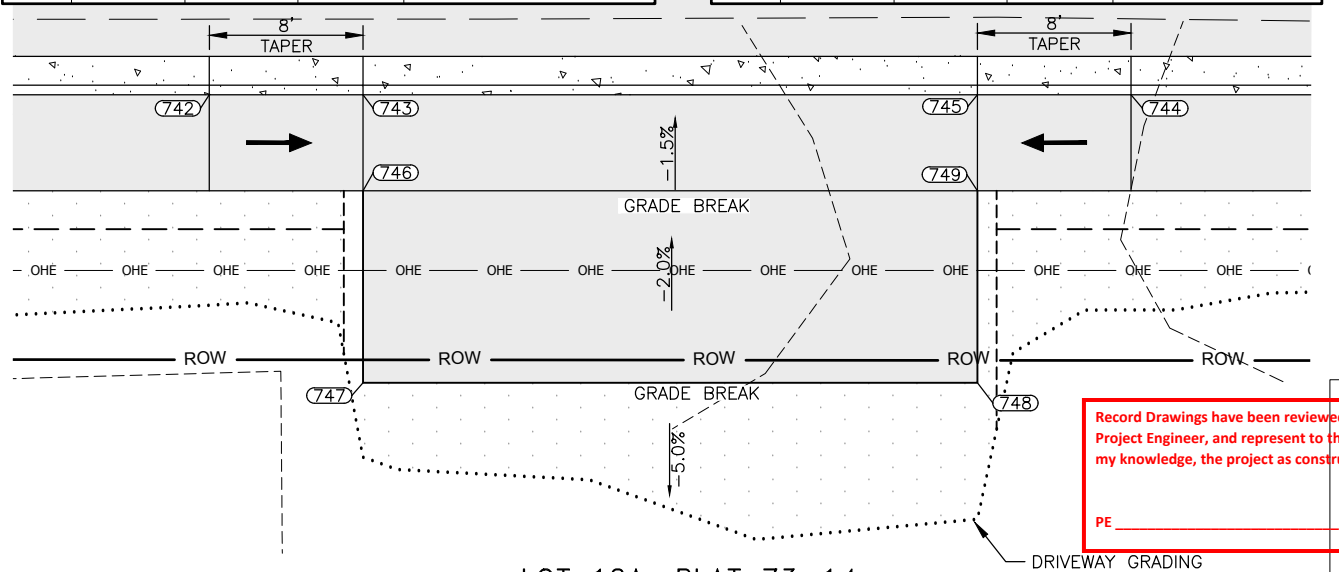 8' 8'
TAPER TAPER
742 743 745 744
-1.5%
746 749
GRADE BREAK
-2.0%
OHE OHE OHE OHE OHE OHE OHE OHE OHE OHE OHE OHE OHE OHE
ROW ROW ROW ROW ROW
747 GRADE BREAK 748
-5.0%
Record Drawings have been reviewed
Project Engineer, and represent to th
my knowledge, the project as constru
PE
DRIVEWAY GRADING